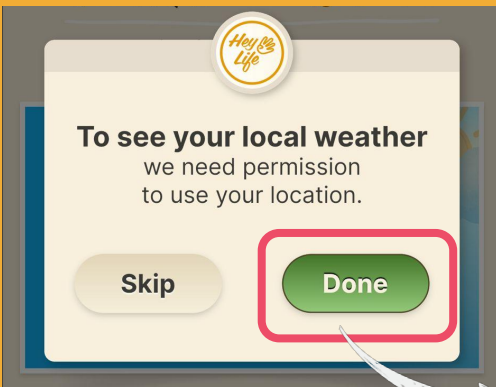 Hey
Life
To see your local weather
we need permission
to use your location.
Skip
Done